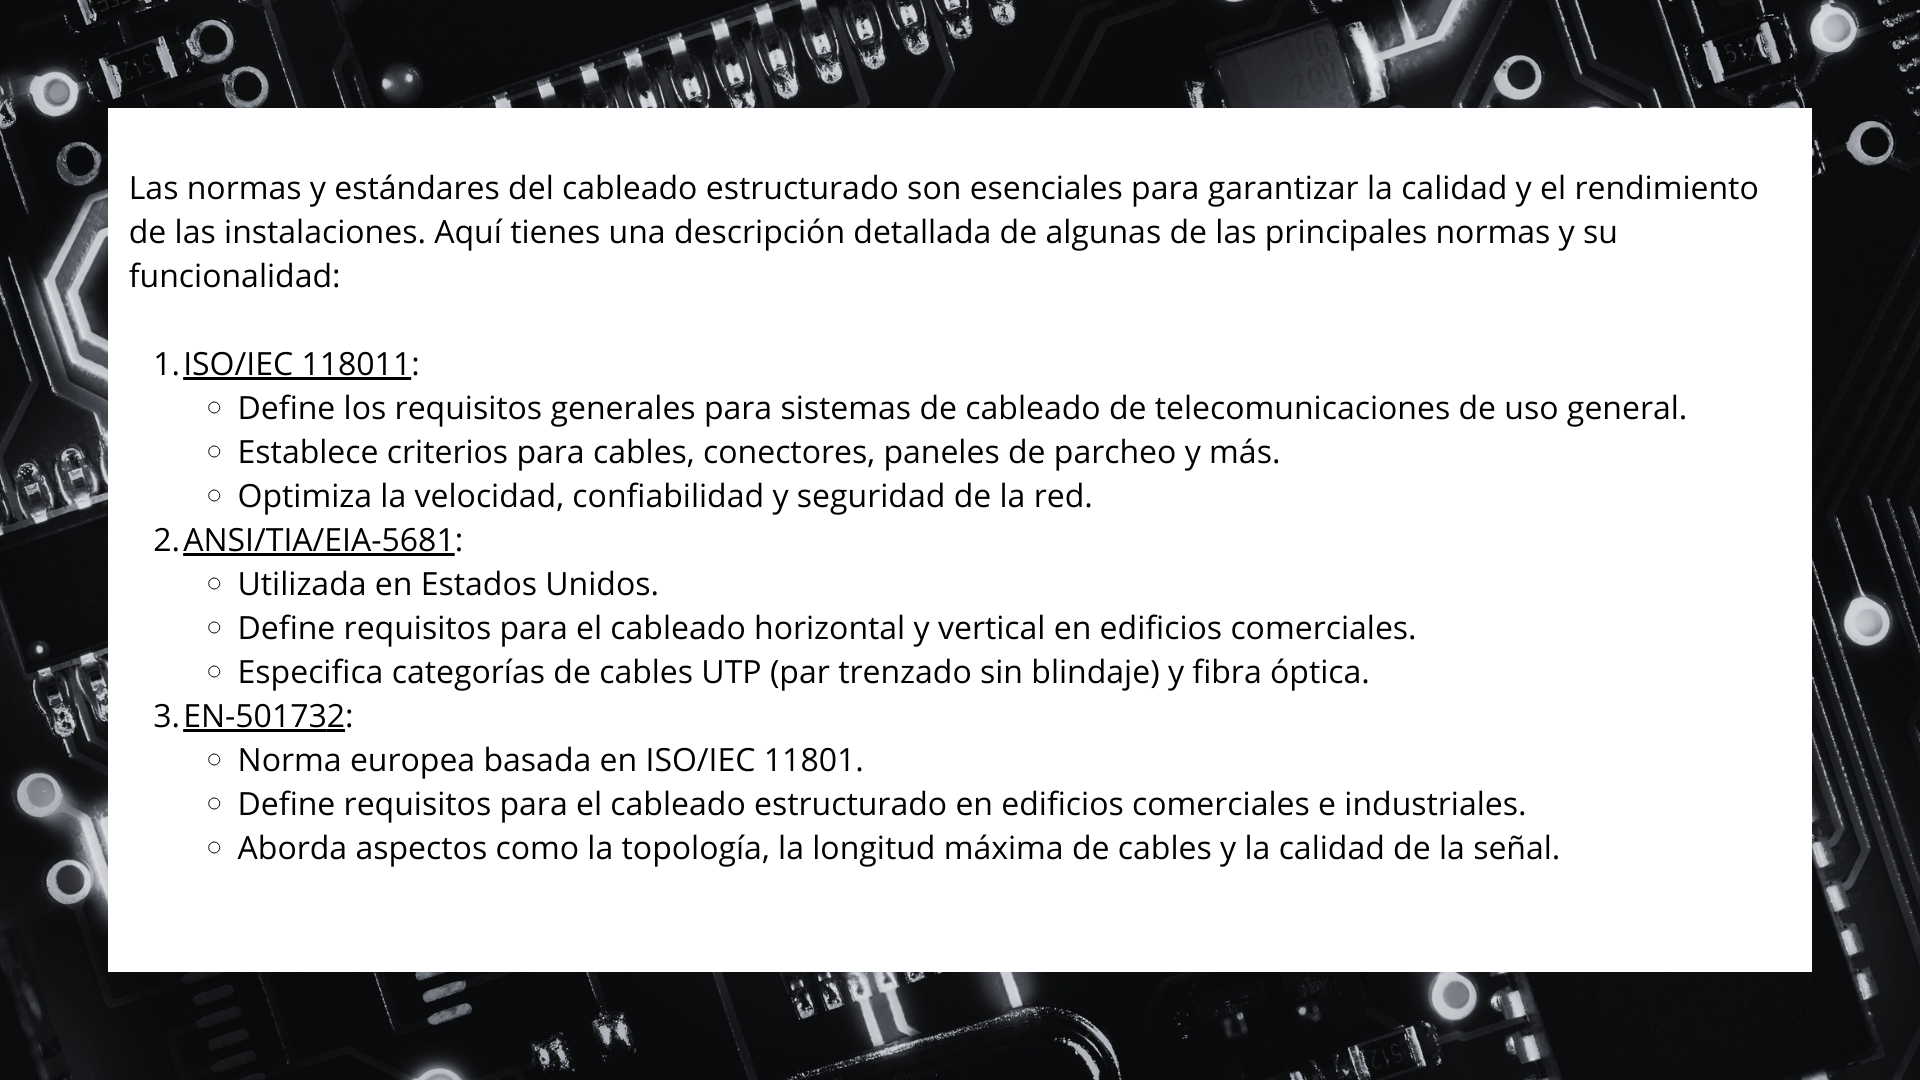 Las normas y estándares del cableado estructurado son esenciales para garantizar la calidad y el rendimiento
de las instalaciones. Aquí tienes una descripción detallada de algunas de las principales normas y su
funcionalidad:
1. ISO/IEC 118011:
○ Define los requisitos generales para sistemas de cableado de telecomunicaciones de uso general.
○ Establece criterios para cables, conectores, paneles de parcheo y más.
○ Optimiza la velocidad, confiabilidad y seguridad de la red.
2. ANSI/TIA/EIA-5681:
○ Utilizada en Estados Unidos.
○ Define requisitos para el cableado horizontal y vertical en edificios comerciales.
○ Especifica categorías de cables UTP (par trenzado sin blindaje) y fibra óptica.
3. EN-501732:
○ Norma europea basada en ISO/IEC 11801.
○ Define requisitos para el cableado estructurado en edificios comerciales e industriales.
○ Aborda aspectos como la topología, la longitud máxima de cables y la calidad de la señal.